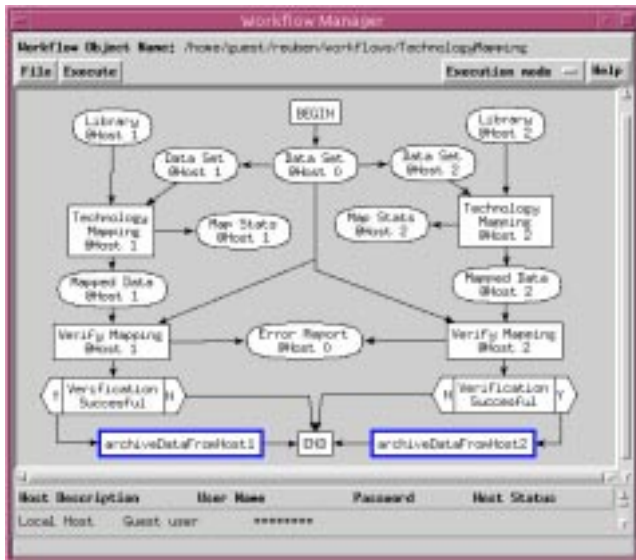 Workflow Manager
Workflow Object Name: /home/guest/reuben/workflows/TechnologyMapping
File Execute Execution mode Help
BEGIN
Library
@Host 1
Library
@Host 2
Data Set
@Host 1
Data Set
@Host 0
Data Set
@Host 2
Technology
Mapping
@Host 1
Map Stats
@Host 1
Map Stats
@Host 2
Technology
Mapping
@Host 2
Mapped Data
@Host 1
Mapped Data
@Host 2
Verify Mapping
@Host 1
Error Report
@Host 0
Verify Mapping
@Host 2
Y Verification N
Succesful
N Verification Y
Succesful
archiveDataFromHost1
END
archiveDataFromHost2
Host Description User Name Password Host Status
Local Host Guest user ********